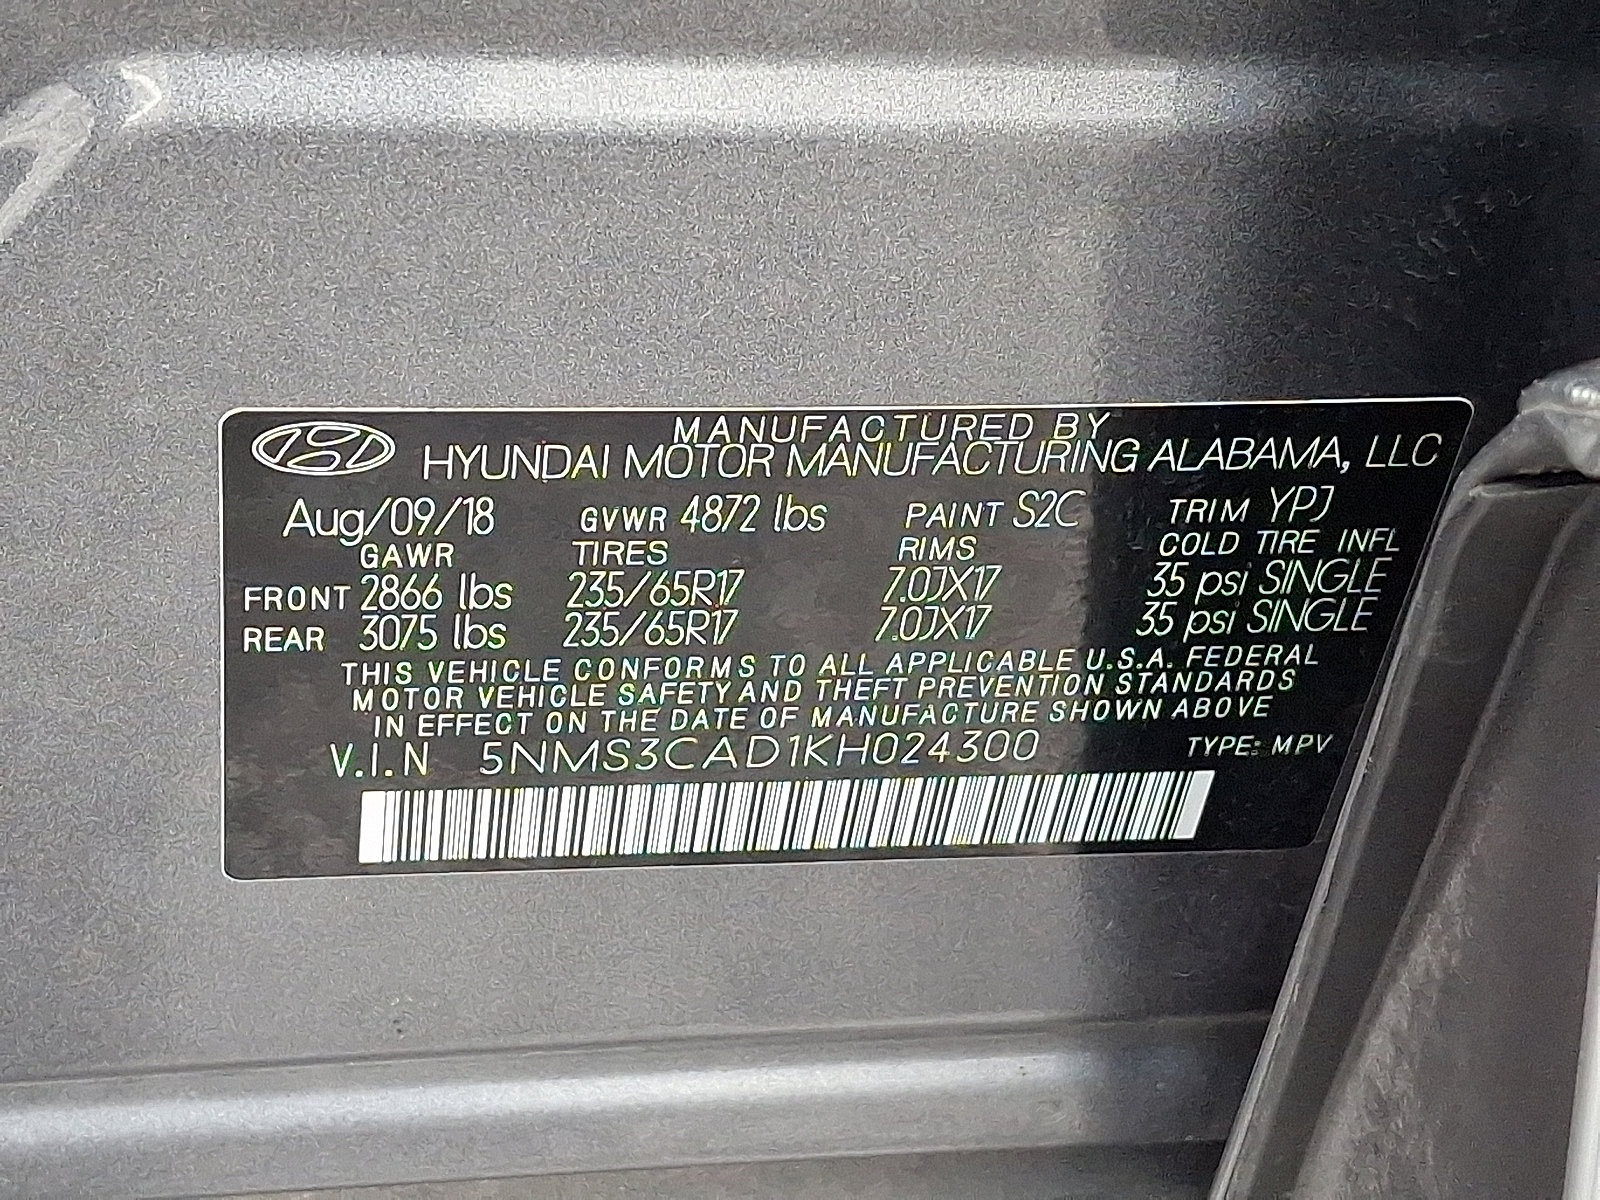 MANUFACTURED BY
HYUNDAI MOTOR MANUFACTURING ALABAMA, LLC
Aug/09/18 GVWR 4872 lbs PAINT S2C TRIM YPJ
GAWR TIRES RIMS COLD TIRE INFL
FRONT 2866 lbs 235/65R17 7.0JX17 35 psi SINGLE
REAR 3075 lbs 235/65R17 7.0JX17 35 psi SINGLE
THIS VEHICLE CONFORMS TO ALL APPLICABLE U.S.A. FEDERAL
MOTOR VEHICLE SAFETY AND THEFT PREVENTION STANDARDS
IN EFFECT ON THE DATE OF MANUFACTURE SHOWN ABOVE
V.I.N 5NMS3CAD1KH024300 TYPE: MPV